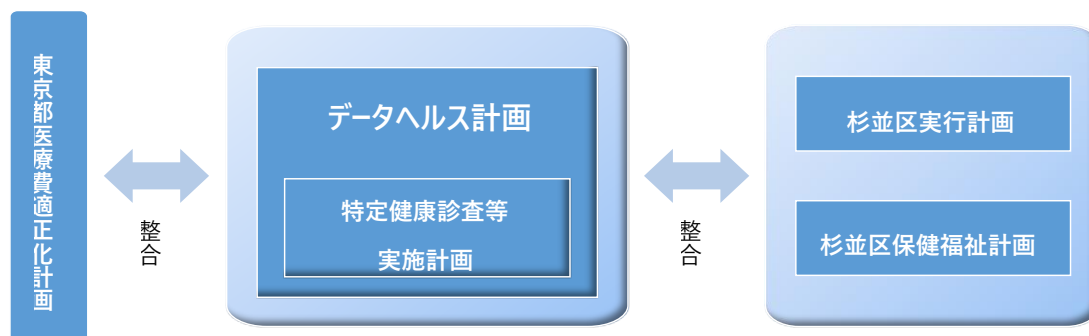 東京都医療費適正化計画
整合
データヘルス計画
特定健康診査等
実施計画
整合
杉並区実行計画
杉並区保健福祉計画